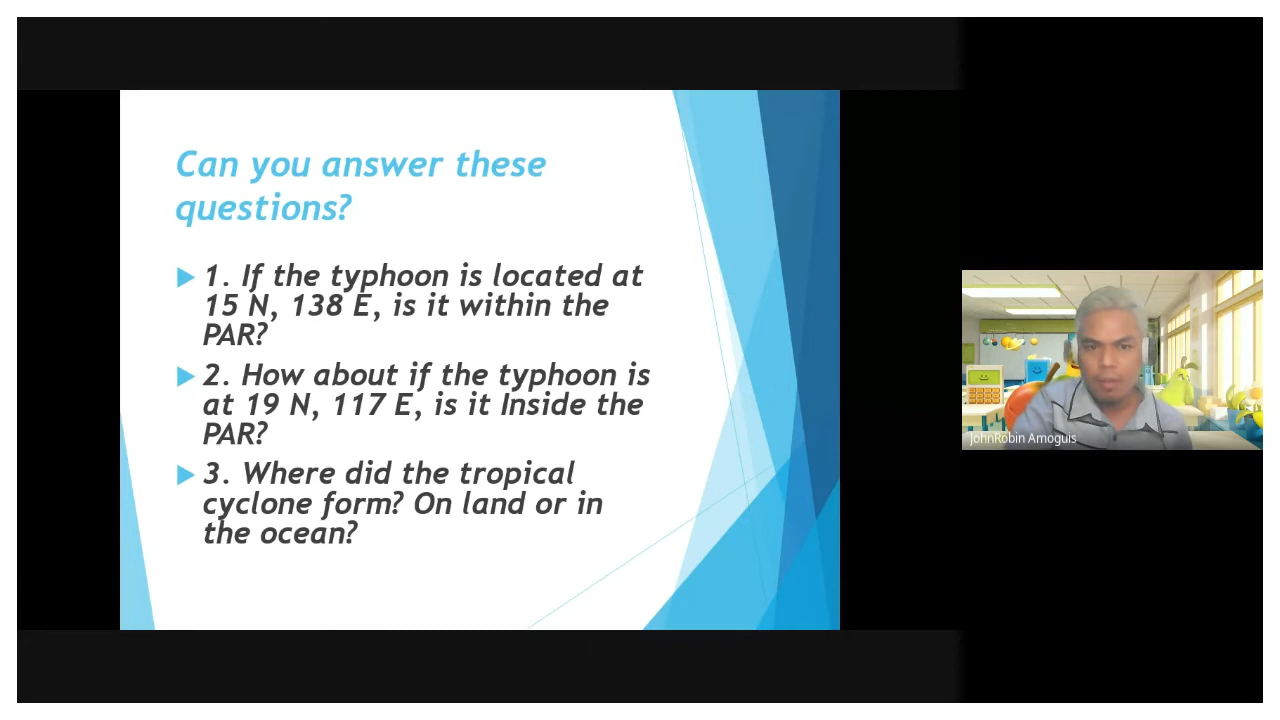 Can you answer these
questions?
1. If the typhoon is located at
15 N, 138 E, is it within the
PAR?
2. How about if the typhoon is
at 19 N, 117 E, is it Inside the
PAR?
3. Where did the tropical
cyclone form? On land or in
the ocean?
JohnRobin Amoguis